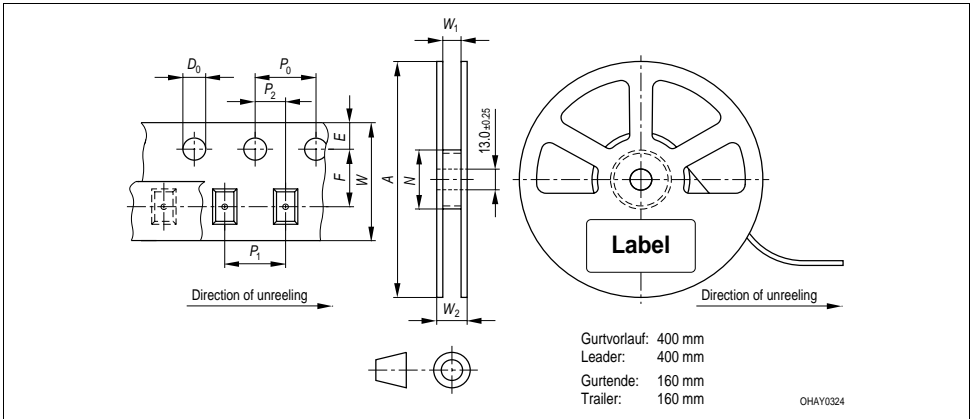 W1
D0
P0
P2
E
F
W
A
N
13.0 ±0.25
P1
W2
Label
Direction of unreeling
Direction of unreeling
Gurtvorlauf: 400 mm
Leader: 400 mm
Gurtende: 160 mm
Trailer: 160 mm
OHAY0324